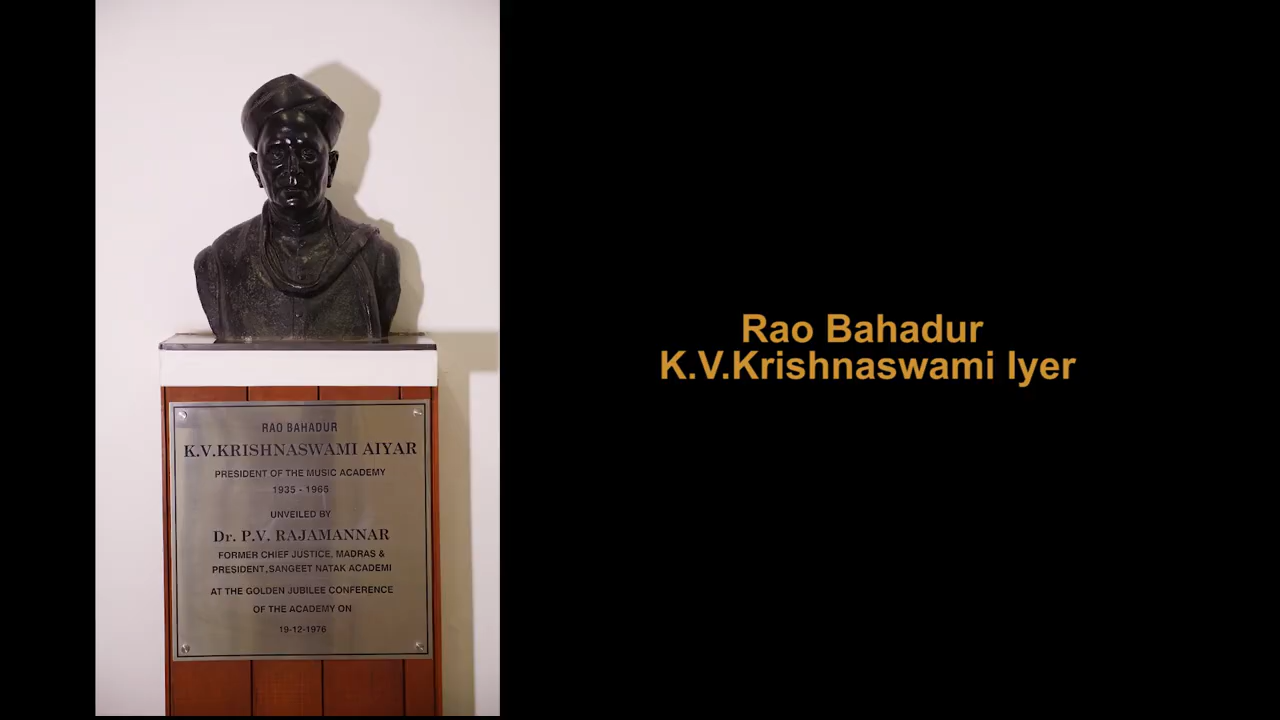 RAO BAHADUR
K.V.KRISHNASWAMI AIYAR
PRESIDENT OF THE MUSIC ACADEMY
1935 - 1965
UNVEILED BY
Dr. P.V. RAJAMANNAR
FORMER CHIEF JUSTICE, MADRAS &
PRESIDENT,SANGEET NATAK ACADEMI
AT THE GOLDEN JUBILEE CONFERENCE
OF THE ACADEMY ON
19-12-1976
Rao Bahadur
K.V.Krishnaswami Iyer